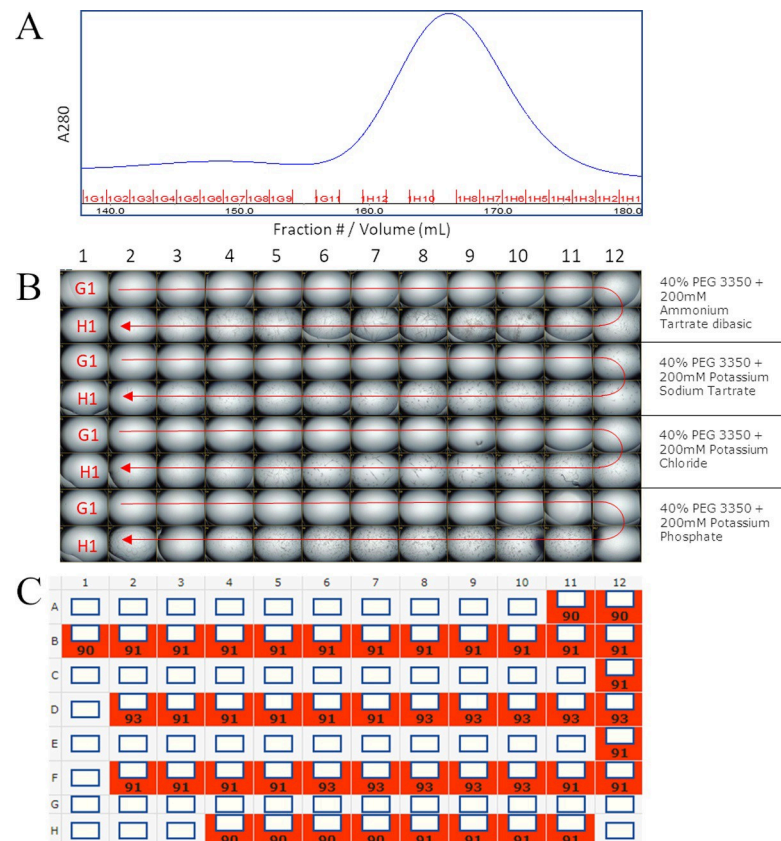 A
A280
1G1 1G2 1G3 1G4 1G5 1G6 1G7 1G8 1G9 1G11 1H12 1H10 1H8 1H7 1H6 1H5 1H4 1H3 1H2 1H1
140.0 150.0 160.0 170.0 180.0
Fraction # / Volume (mL)
1 2 3 4 5 6 7 8 9 10 11 12
B
G1
H1
G1
H1
G1
H1
G1
H1
40% PEG 3350 +
200mM
Ammonium
Tartrate dibasic
40% PEG 3350 +
200mM Potassium
Sodium Tartrate
40% PEG 3350 +
200mM Potassium
Chloride
40% PEG 3350 +
200mM Potassium
Phosphate
C
1 2 3 4 5 6 7 8 9 10 11 12
A 90 90
B 90 91 91 91 91 91 91 91 91 91 91 91
C 91
D 93 91 91 91 91 91 93 93 93 93 93
E 91
F 91 91 91 91 93 93 93 93 93 91 91
G
H 90 90 90 90 91 91 91 91